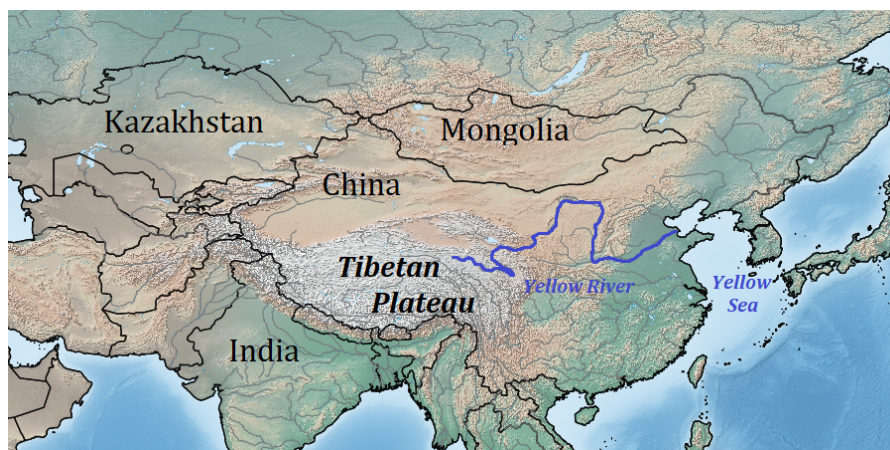 Kazakhstan
Mongolia
China
Tibetan
Plateau
Yellow River
Yellow
Sea
India